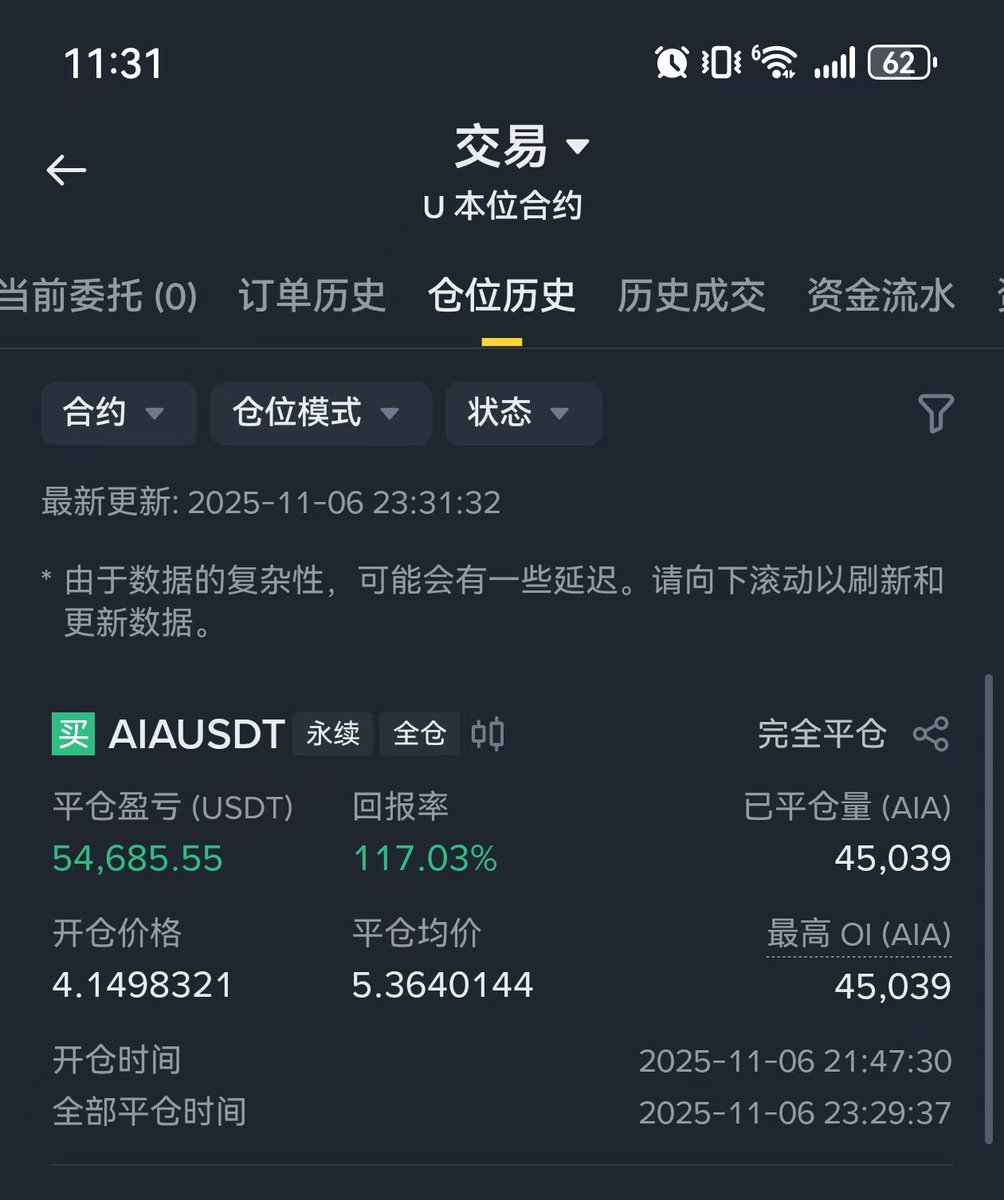 11:31
6
62
交易
U 本位合约
当前委托 (0) 订单历史 仓位历史 历史成交 资金流水
合约 仓位模式 状态
最新更新: 2025-11-06 23:31:32
* 由于数据的复杂性，可能会有一些延迟。请向下滚动以刷新和
更新数据。
买 AIAUSDT 永续 全仓 完全平仓
平仓盈亏 (USDT) 回报率 已平仓量 (AIA)
54,685.55 117.03% 45,039
开仓价格 平仓均价 最高 OI (AIA)
4.1498321 5.3640144 45,039
开仓时间 2025-11-06 21:47:30
全部平仓时间 2025-11-06 23:29:37